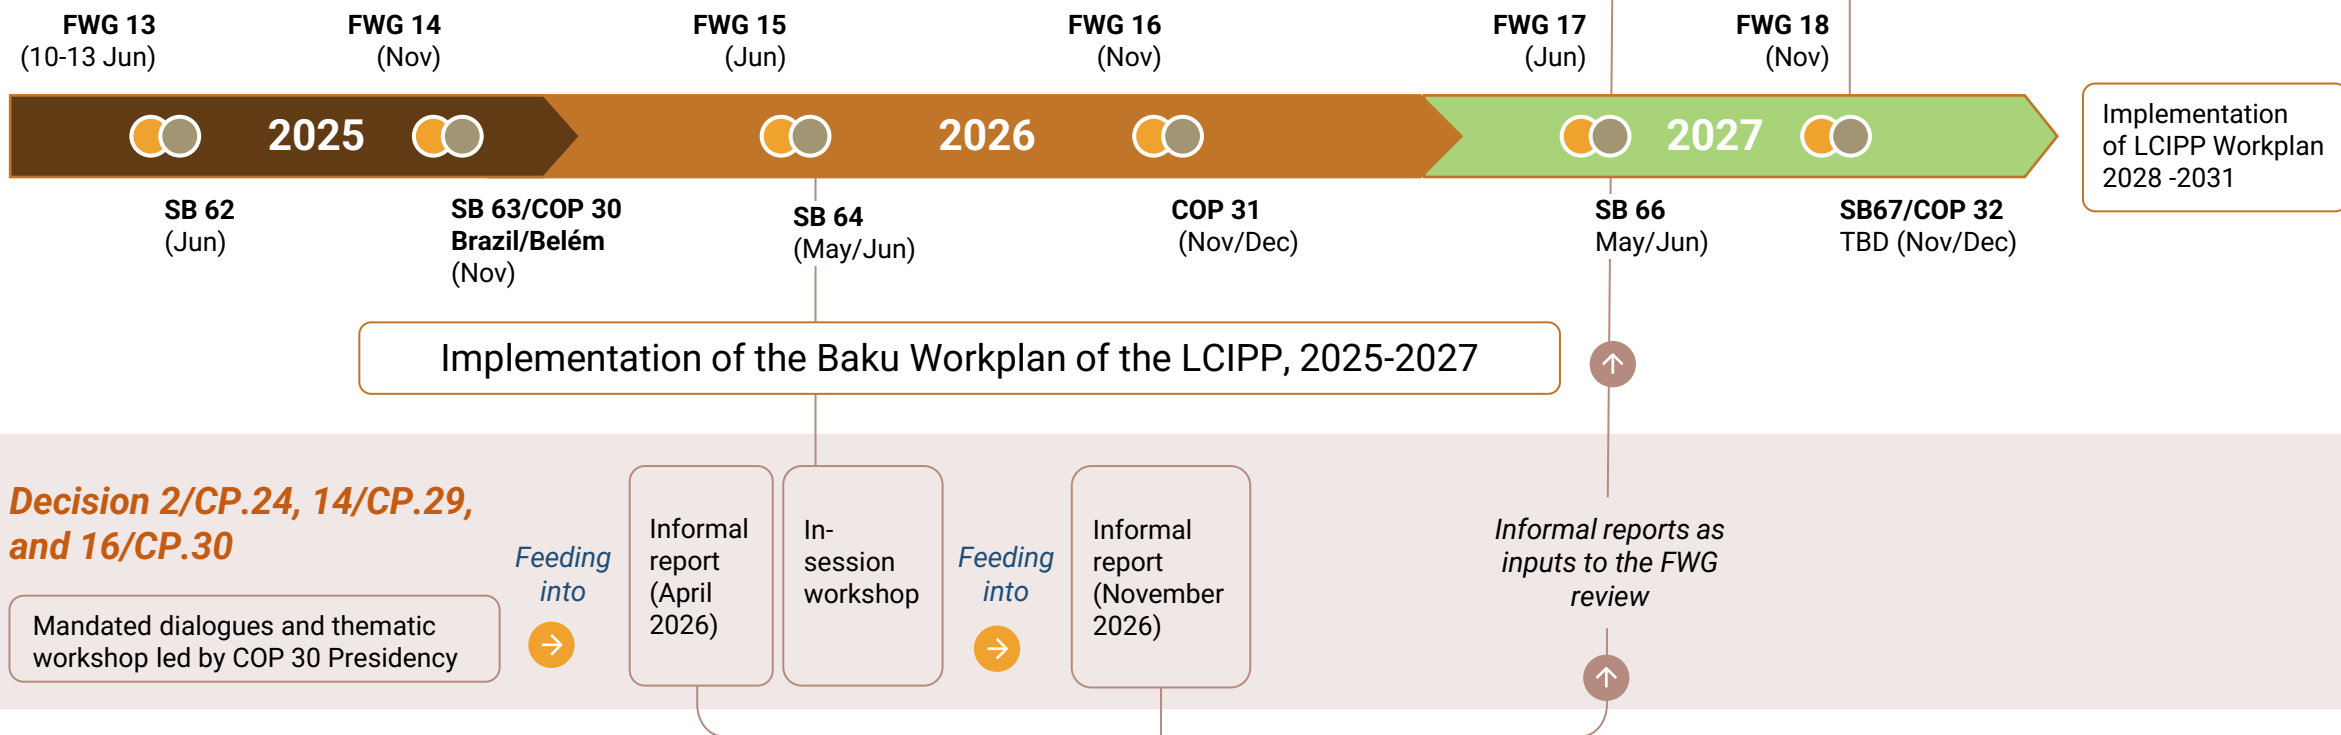 FWG 13
(10-13 Jun)
FWG 14
(Nov)
FWG 15
(Jun)
FWG 16
(Nov)
FWG 17
(Jun)
FWG 18
(Nov)
2025
2026
2027
Implementation
of LCIPP Workplan
2028 -2031
SB 62
(Jun)
SB 63/COP 30
Brazil/Belém
(Nov)
SB 64
(May/Jun)
COP 31
(Nov/Dec)
SB 66
May/Jun)
SB67/COP 32
TBD (Nov/Dec)
Implementation of the Baku Workplan of the LCIPP, 2025-2027
Decision 2/CP.24, 14/CP.29,
and 16/CP.30
Mandated dialogues and thematic
workshop led by COP 30 Presidency
Feeding
into
Informal
report
(April
2026)
In-
session
workshop
Feeding
into
Informal
report
(November
2026)
Informal reports as
inputs to the FWG
review